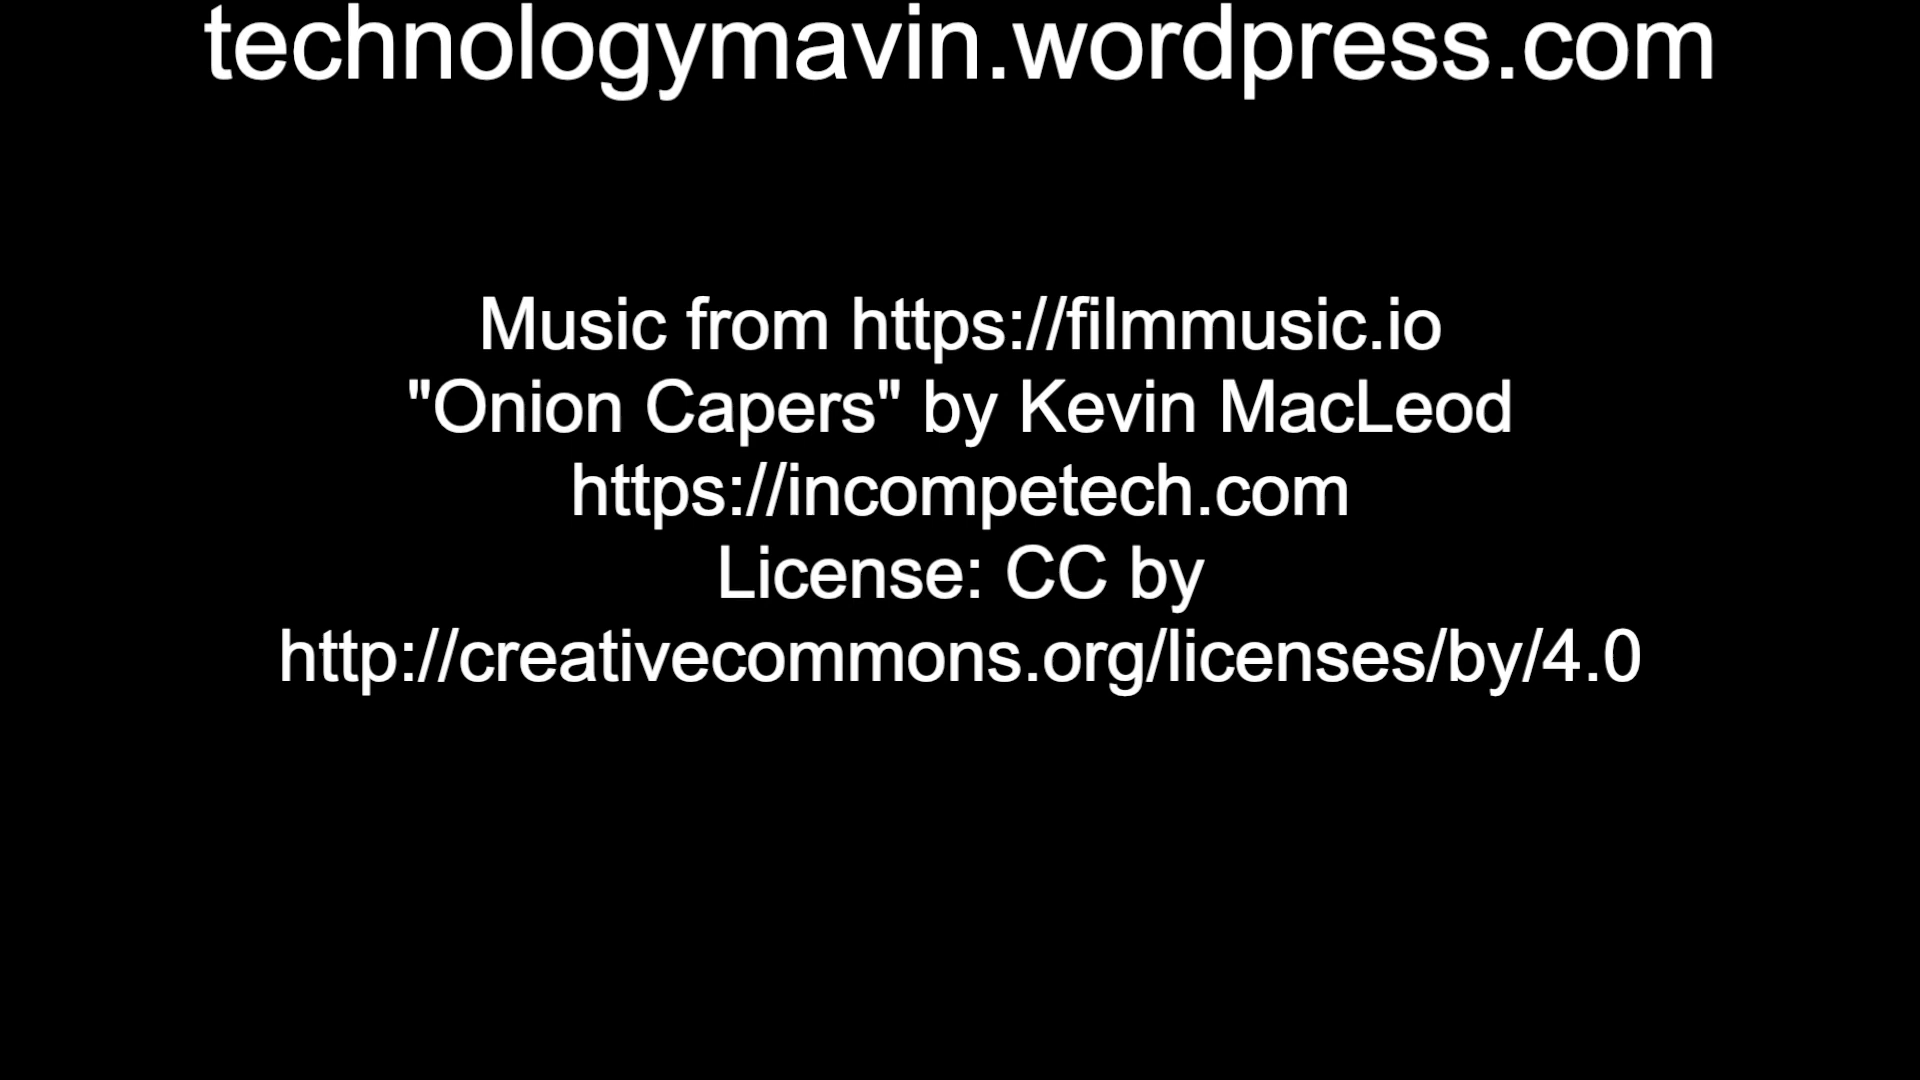 technologymavin.wordpress.com
Music from https://filmmusic.io
"Onion Capers" by Kevin MacLeod
https://incompetech.com
License: CC by
http://creativecommons.org/licenses/by/4.0